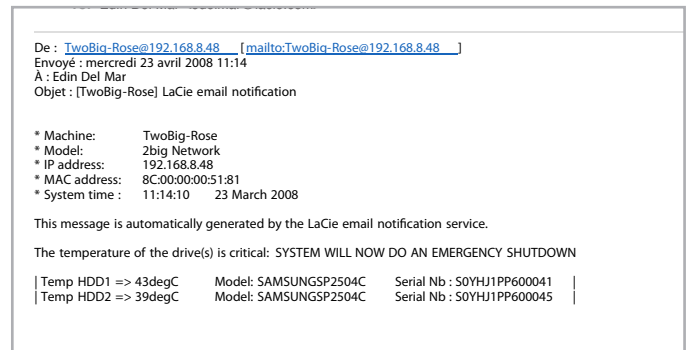 De : TwoBig-Rose@192.168.8.48 [mailto:TwoBig-Rose@192.168.8.48 ]
Envoyé : mercredi 23 avril 2008 11:14
À : Edin Del Mar
Objet : [TwoBig-Rose] LaCie email notification
* Machine: TwoBig-Rose
* Model: 2big Network
* IP address: 192.168.8.48
* MAC address: 8C:00:00:00:51:81
* System time : 11:14:10 23 March 2008
This message is automatically generated by the LaCie email notification service.
The temperature of the drive(s) is critical: SYSTEM WILL NOW DO AN EMERGENCY SHUTDOWN
| Temp HDD1 => 43degC Model: SAMSUNGSP2504C Serial Nb : S0YHJ1PP600041 |
| Temp HDD2 => 39degC Model: SAMSUNGSP2504C Serial Nb : S0YHJ1PP600045 |